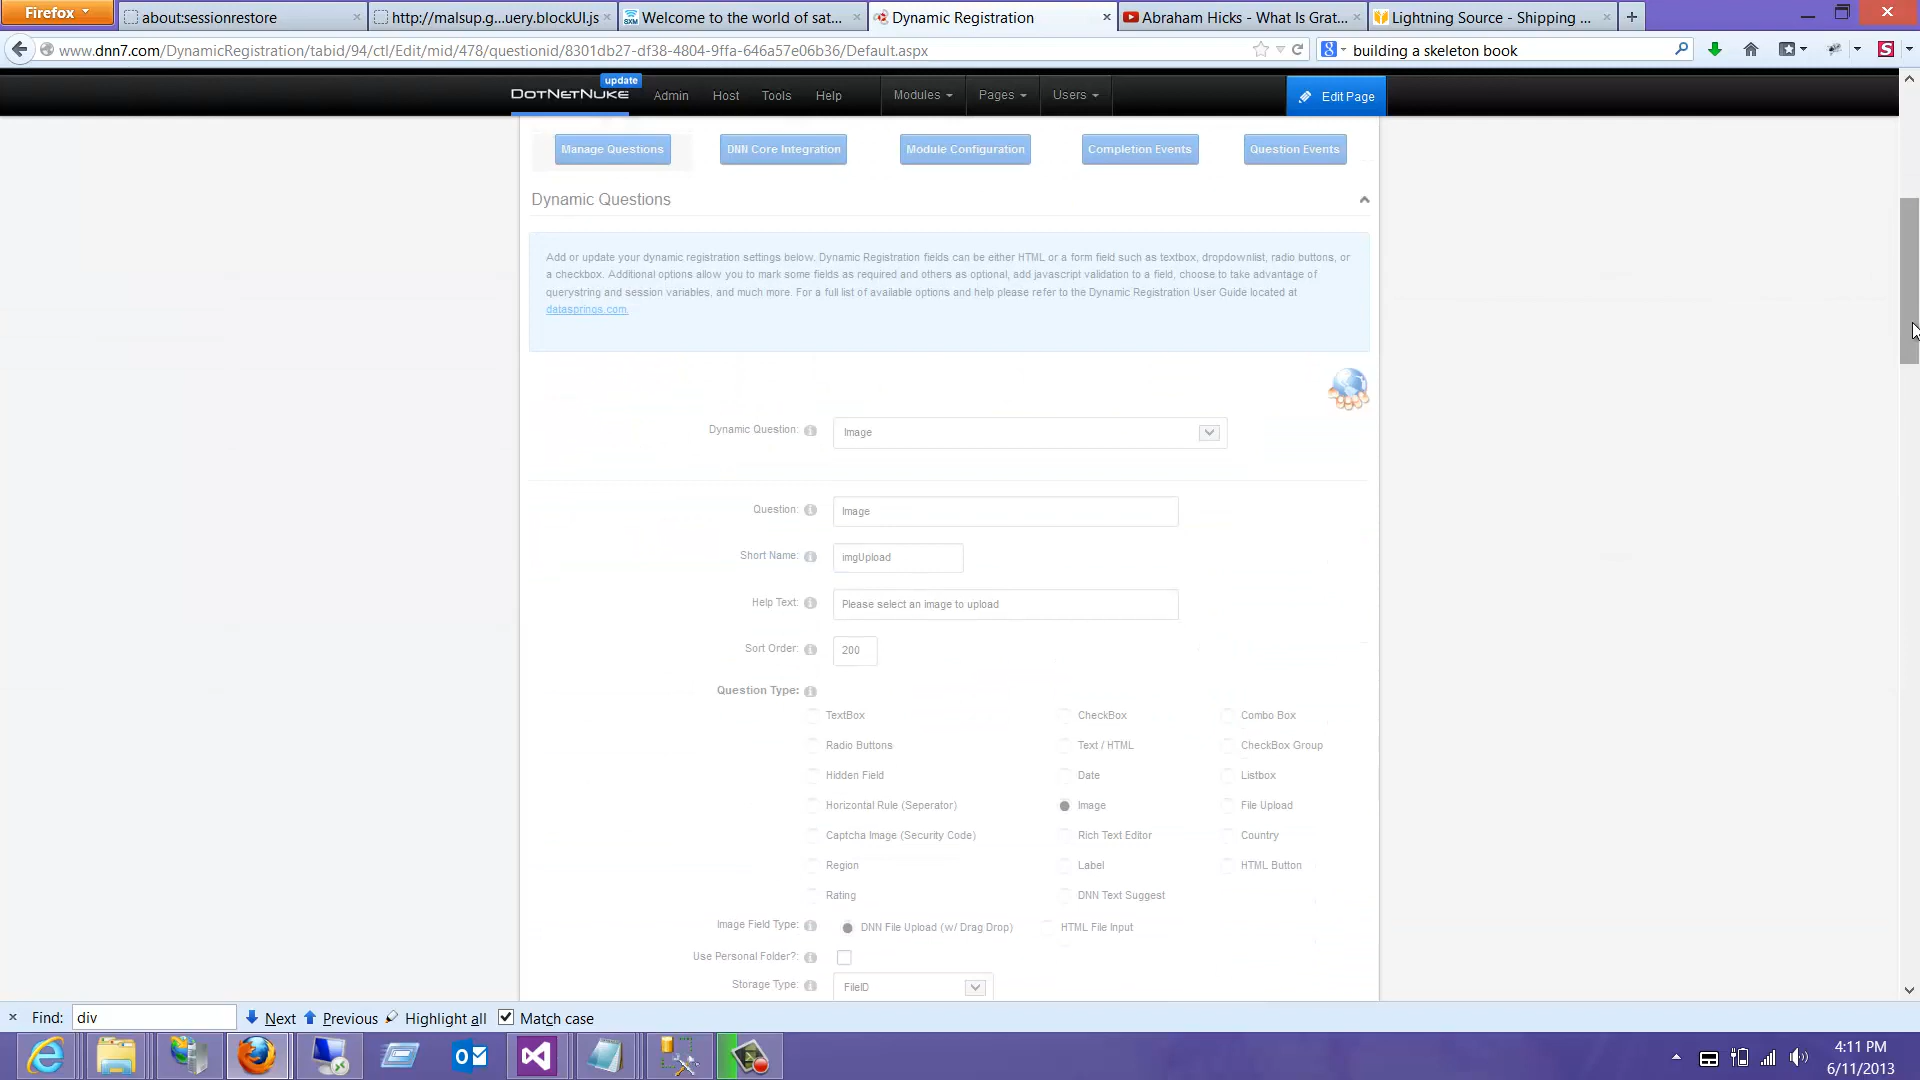 Firefox
about:sessionrestore
http://malsup.g...uery.blockUI.js
Welcome to the world of sat...
Dynamic Registration
Abraham Hicks - What Is Grat...
Lightning Source - Shipping ...
www.dnn7.com/DynamicRegistration/tabid/94/ctl/Edit/mid/478/questionid/8301db27-df38-4804-9ffa-646a57e06b36/Default.aspx
building a skeleton book
update
DotNetNuke
Admin
Host
Tools
Help
Modules
Pages
Users
Edit Page
Manage Questions
DNN Core Integration
Module Configuration
Completion Events
Question Events
Dynamic Questions
Add or update your dynamic registration settings below. Dynamic Registration fields can be either HTML or a form field such as textbox, dropdownlist, radio buttons, or
a checkbox. Additional options allow you to mark some fields as required and others as optional, add javascript validation to a field, choose to take advantage of
querystring and session variables, and much more. For a full list of available options and help please refer to the Dynamic Registration User Guide located at
datasprings.com.
Dynamic Question: Image
Question: Image
Short Name: imgUpload
Help Text: Please select an image to upload
Sort Order: 200
Question Type:
TextBox CheckBox Combo Box
Radio Buttons Text / HTML CheckBox Group
Hidden Field Date Listbox
Horizontal Rule (Seperator) Image File Upload
Captcha Image (Security Code) Rich Text Editor Country
Region Label HTML Button
Rating DNN Text Suggest
Image Field Type: DNN File Upload (w/ Drag Drop) HTML File Input
Use Personal Folder?:
Storage Type: FileID
Find: div Next Previous Highlight all Match case
4:11 PM
6/11/2013